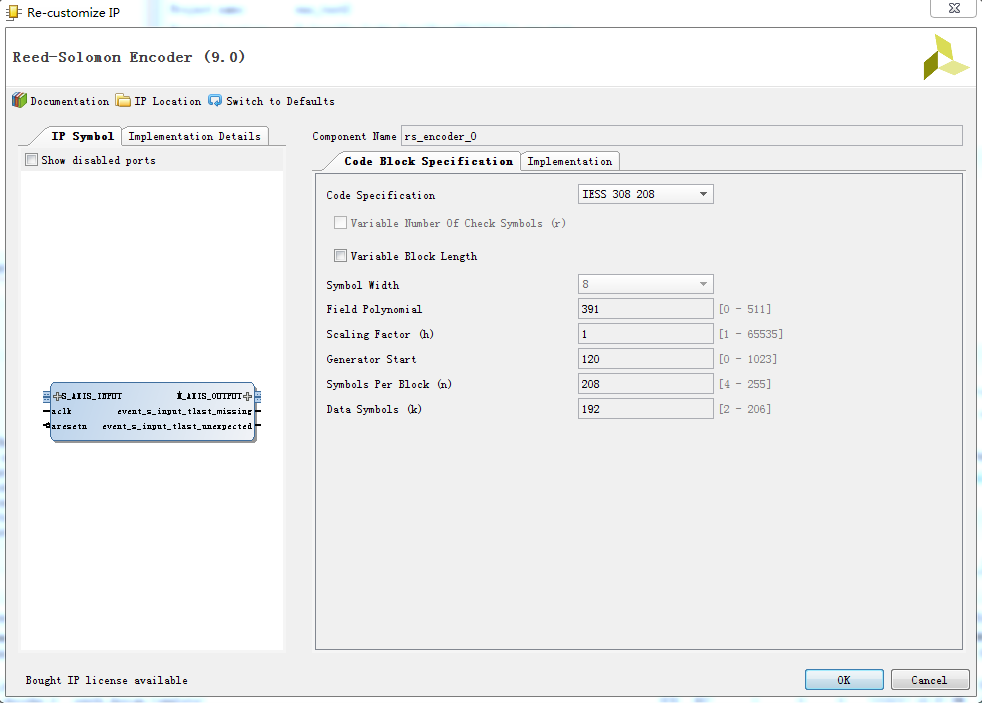 Re-customize IP
Reed-Solomon Encoder (9.0)
Documentation IP Location Switch to Defaults
IP Symbol Implementation Details
Show disabled ports
S_AXIS_INPUT M_AXIS_OUTPUT
aclk event_s_input_tlast_missing
aresetn event_s_input_tlast_unexpected
Component Name rs_encoder_0
Code Block Specification Implementation
Code Specification IESS 308 208
Variable Number Of Check Symbols (r)
Variable Block Length
Symbol Width 8
Field Polynomial 391 [0 - 511]
Scaling Factor (h) 1 [1 - 65535]
Generator Start 120 [0 - 1023]
Symbols Per Block (n) 208 [4 - 255]
Data Symbols (k) 192 [2 - 206]
Bought IP license available
OK Cancel